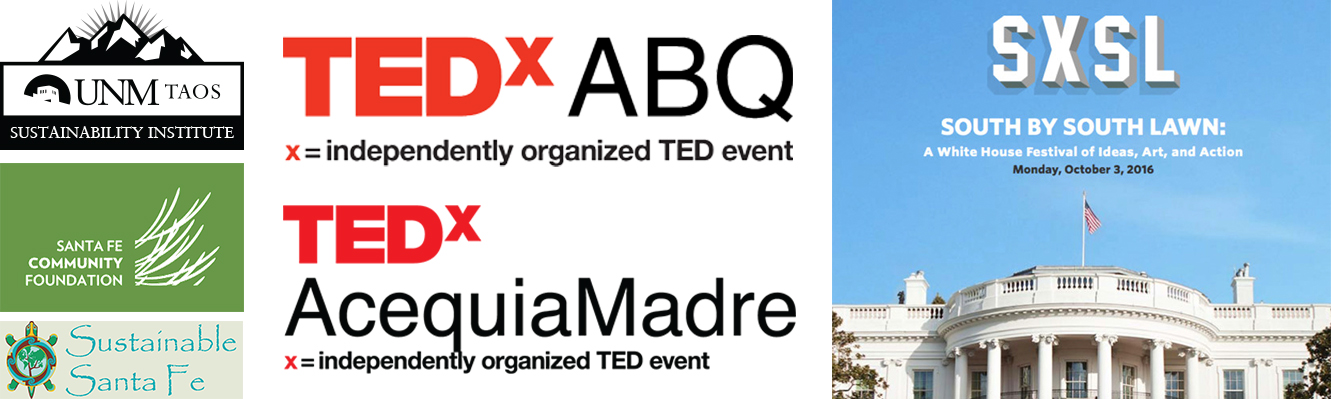 UNM TAOS
SUSTAINABILITY INSTITUTE
SANTA FE
COMMUNITY
FOUNDATION
Sustainable
Santa Fe
TEDx ABQ
x = independently organized TED event
TEDx
AcequiaMadre
x = independently organized TED event
SXSL
SOUTH BY SOUTH LAWN:
A White House Festival of Ideas, Art, and Action
Monday, October 3, 2016